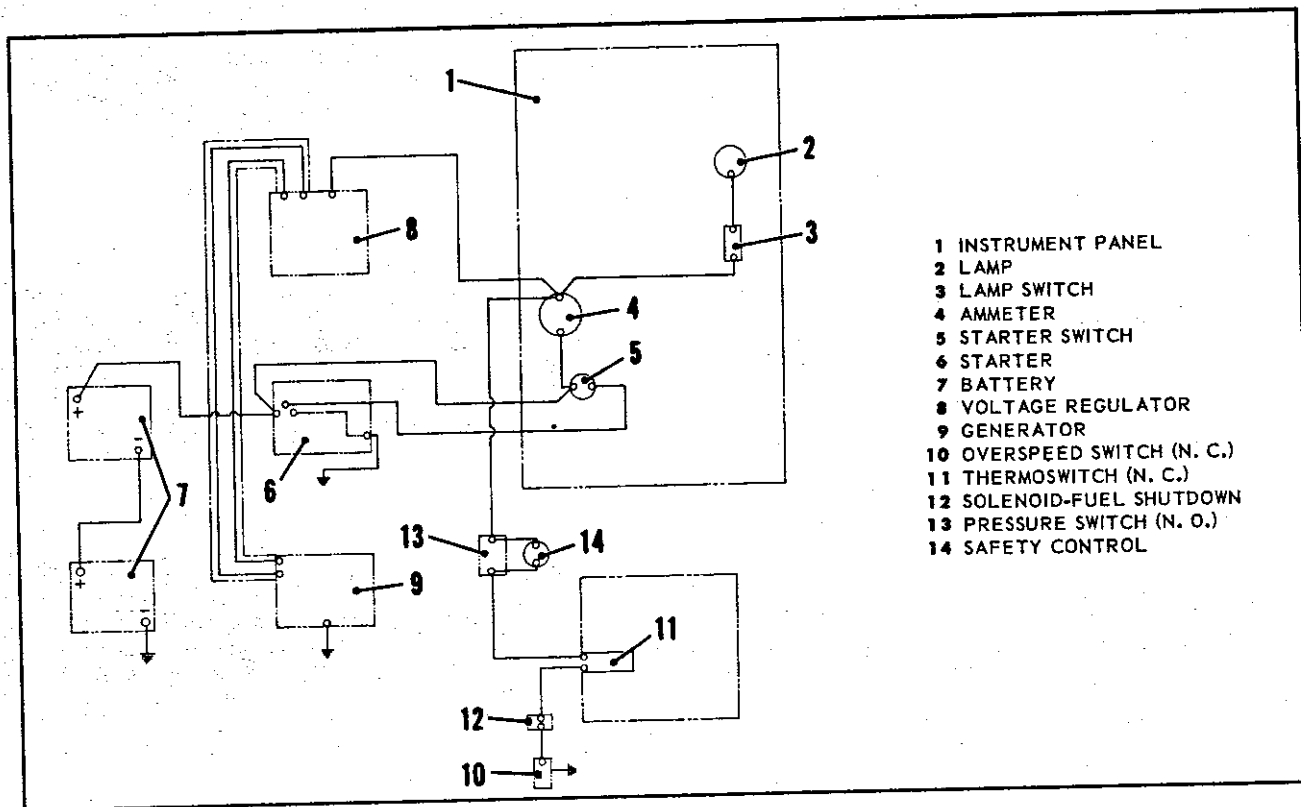 1
2
3
4
5
6
7
8
9
10
11
12
13
14
+
-
+
-
1 INSTRUMENT PANEL
2 LAMP
3 LAMP SWITCH
4 AMMETER
5 STARTER SWITCH
6 STARTER
7 BATTERY
8 VOLTAGE REGULATOR
9 GENERATOR
10 OVERSPEED SWITCH (N. C.)
11 THERMOSWITCH (N. C.)
12 SOLENOID-FUEL SHUTDOWN
13 PRESSURE SWITCH (N. O.)
14 SAFETY CONTROL